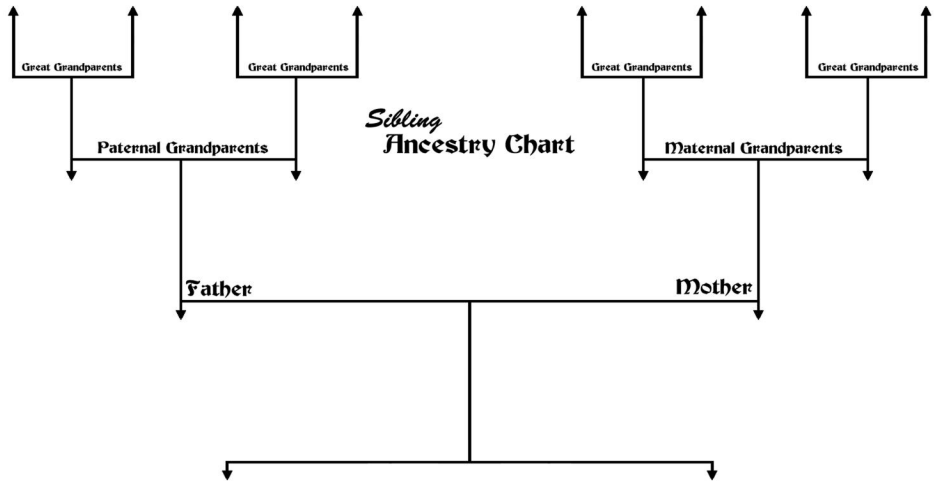 Great Grandparents
Great Grandparents
Great Grandparents
Great Grandparents
Sibling
Ancestry Chart
Paternal Grandparents
Maternal Grandparents
Father
Mother